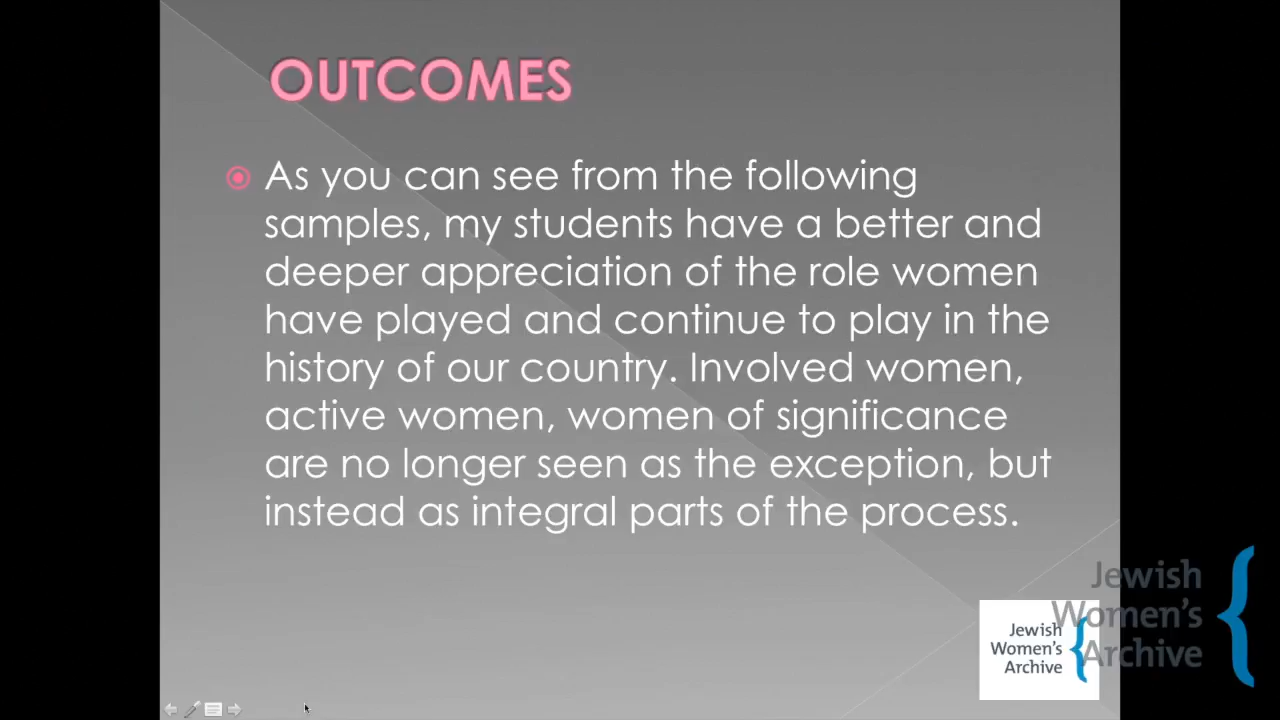 OUTCOMES
As you can see from the following
samples, my students have a better and
deeper appreciation of the role women
have played and continue to play in the
history of our country. Involved women,
active women, women of significance
are no longer seen as the exception, but
instead as integral parts of the process.
Jewish
Women's
Archive
Jewish
Women's
Archive